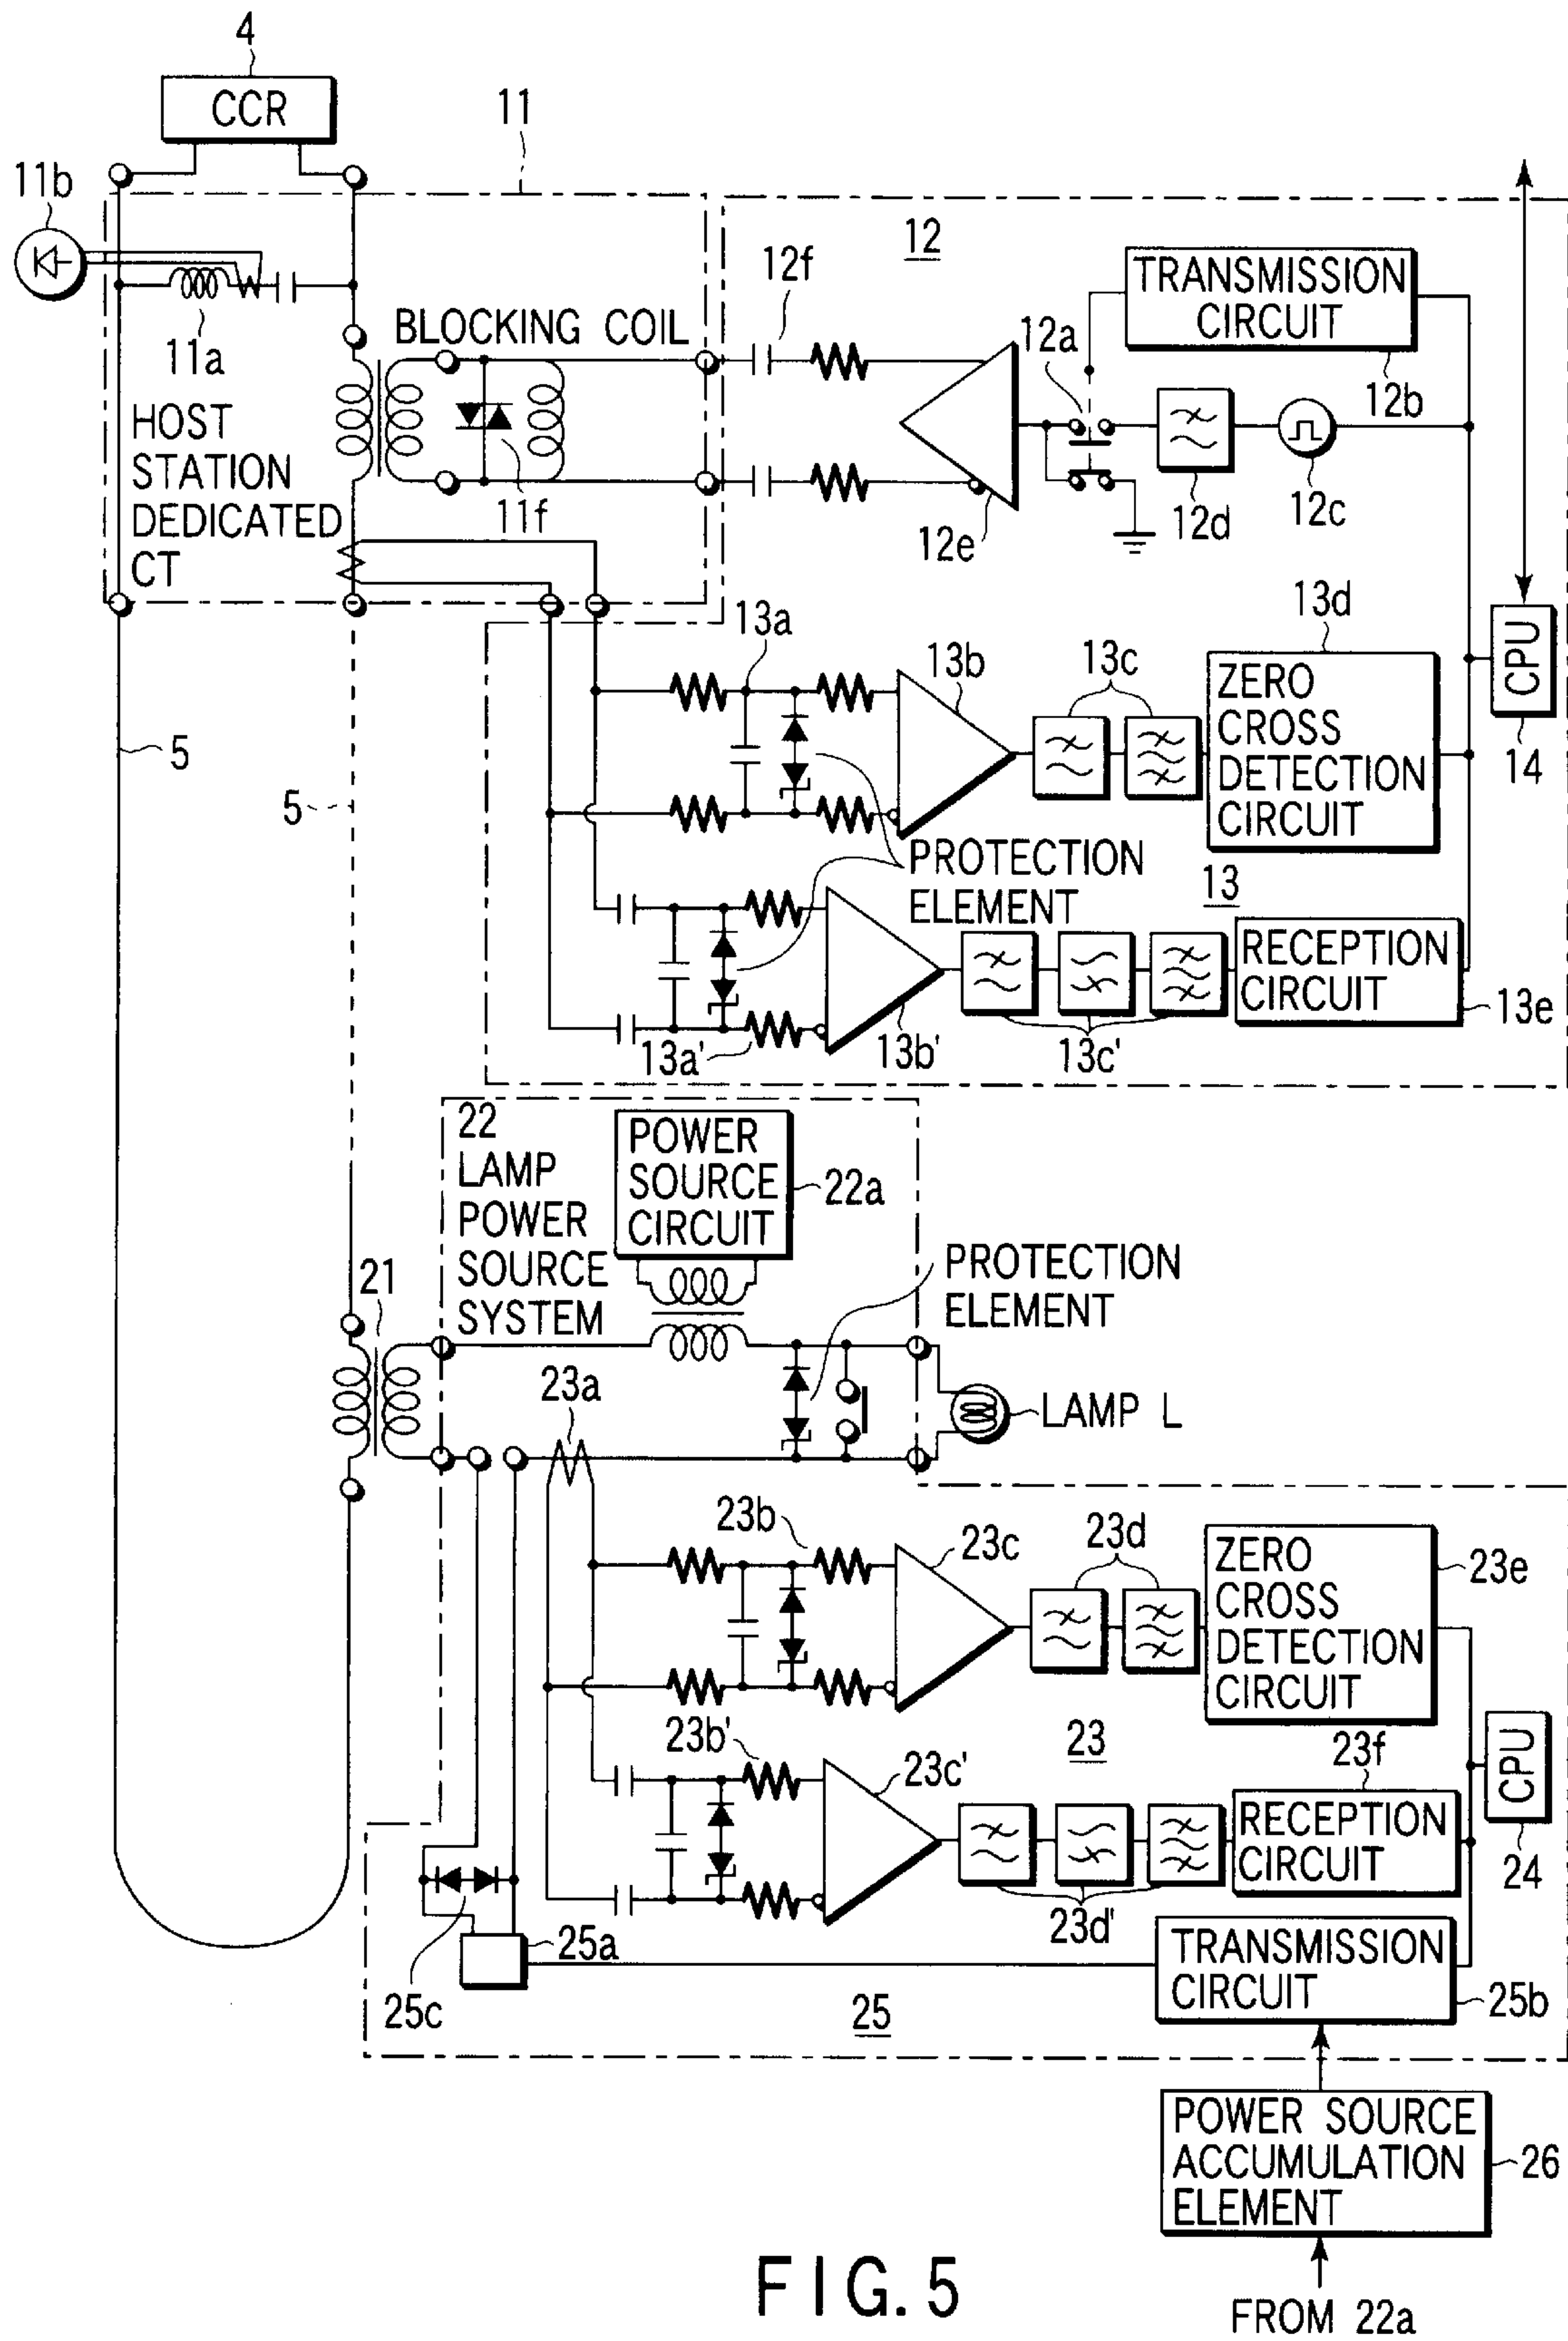 4
CCR
11
11b
12
12f
TRANSMISSION
CIRCUIT
12a
12b
BLOCKING COIL
11a
HOST
STATION
DEDICATED
CT
11f
12e
12d
12c
13a
13b
13c
13d
ZERO
CROSS
DETECTION
CIRCUIT
CPU
14
5
5
PROTECTION
ELEMENT
13
RECEPTION
CIRCUIT
13e
13a'
13b'
13c'
22
LAMP
POWER
SOURCE
SYSTEM
POWER
SOURCE
CIRCUIT
22a
21
PROTECTION
ELEMENT
23a
LAMP L
23b
23c
23d
ZERO
CROSS
DETECTION
CIRCUIT
23e
23b'
23c'
23
23f
CPU
24
RECEPTION
CIRCUIT
23d'
25a
TRANSMISSION
CIRCUIT
25b
25c
25
POWER SOURCE
ACCUMULATION
ELEMENT
26
FROM 22a
FIG. 5